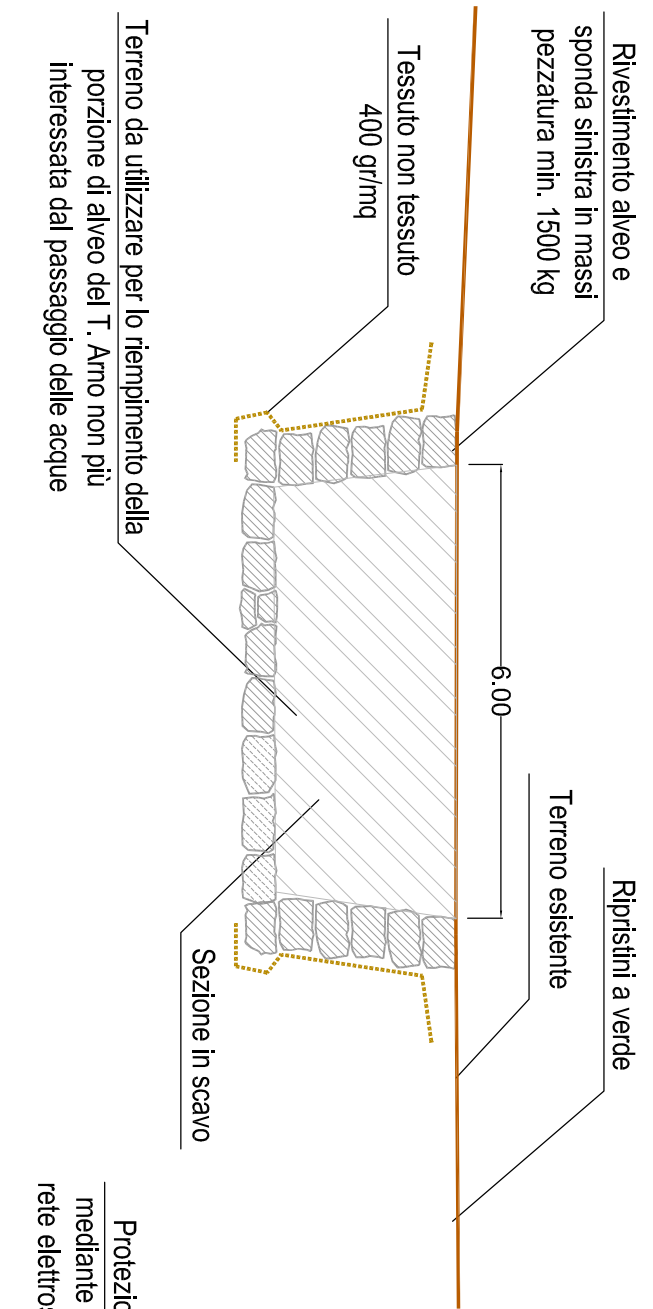 Rivestimento alveo e
sponda sinistra in massi
pezzatura min. 1500 kg
Tessuto non tessuto
400 gr/mq
Terreno da utilizzare per lo riempimento della
porzione di alveo del T. Arno non più
interessata dal passaggio delle acque
6.00
Ripristini a verde
Terreno esistente
Sezione in scavo
Protezio
mediante
rete elettros